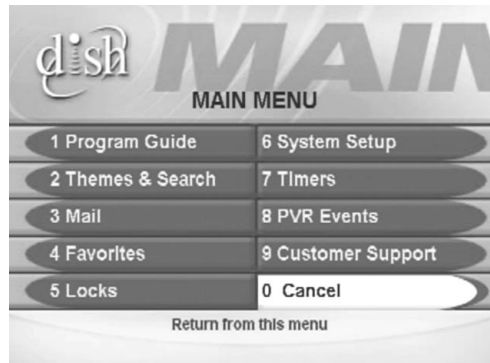 dish
MAIN
MAIN MENU
1 Program Guide
2 Themes & Search
3 Mail
4 Favorites
5 Locks
6 System Setup
7 Timers
8 PVR Events
9 Customer Support
0 Cancel
Return from this menu